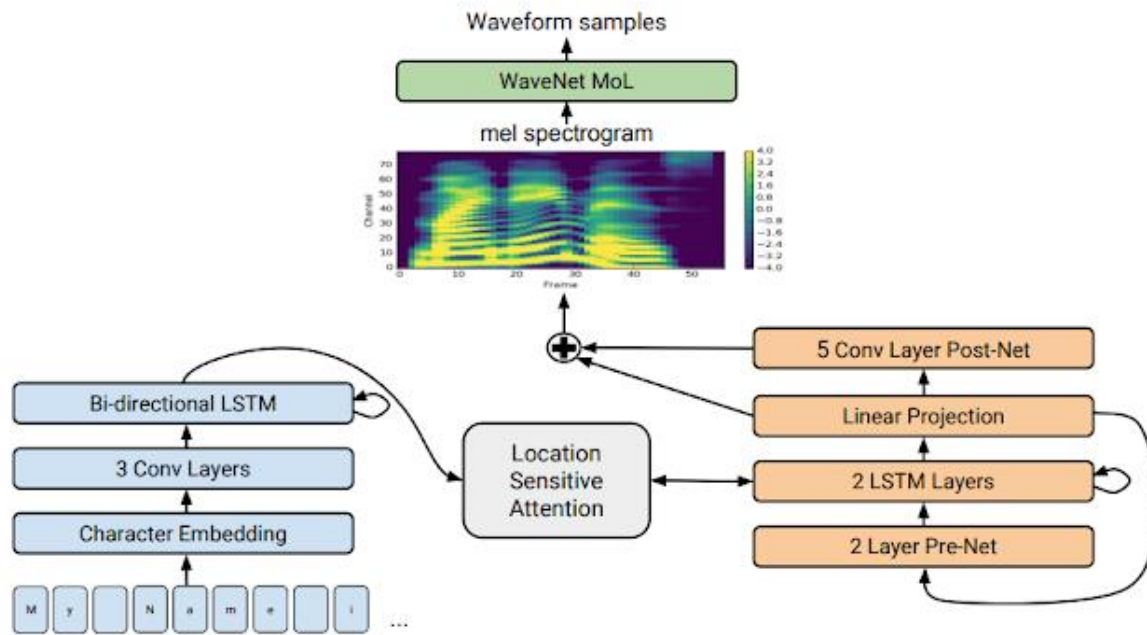 Waveform samples
WaveNet MoL
mel spectrogram
70
60
50
40
30
20
10
0
Channel
0 10 20 30 40 50
Frame
4.0
3.2
2.4
1.6
0.8
0.0
−0.8
−1.6
−2.4
−3.2
−4.0
5 Conv Layer Post-Net
Bi-directional LSTM
Linear Projection
3 Conv Layers
Location
Sensitive
Attention
2 LSTM Layers
Character Embedding
2 Layer Pre-Net
M y N a m e i ...